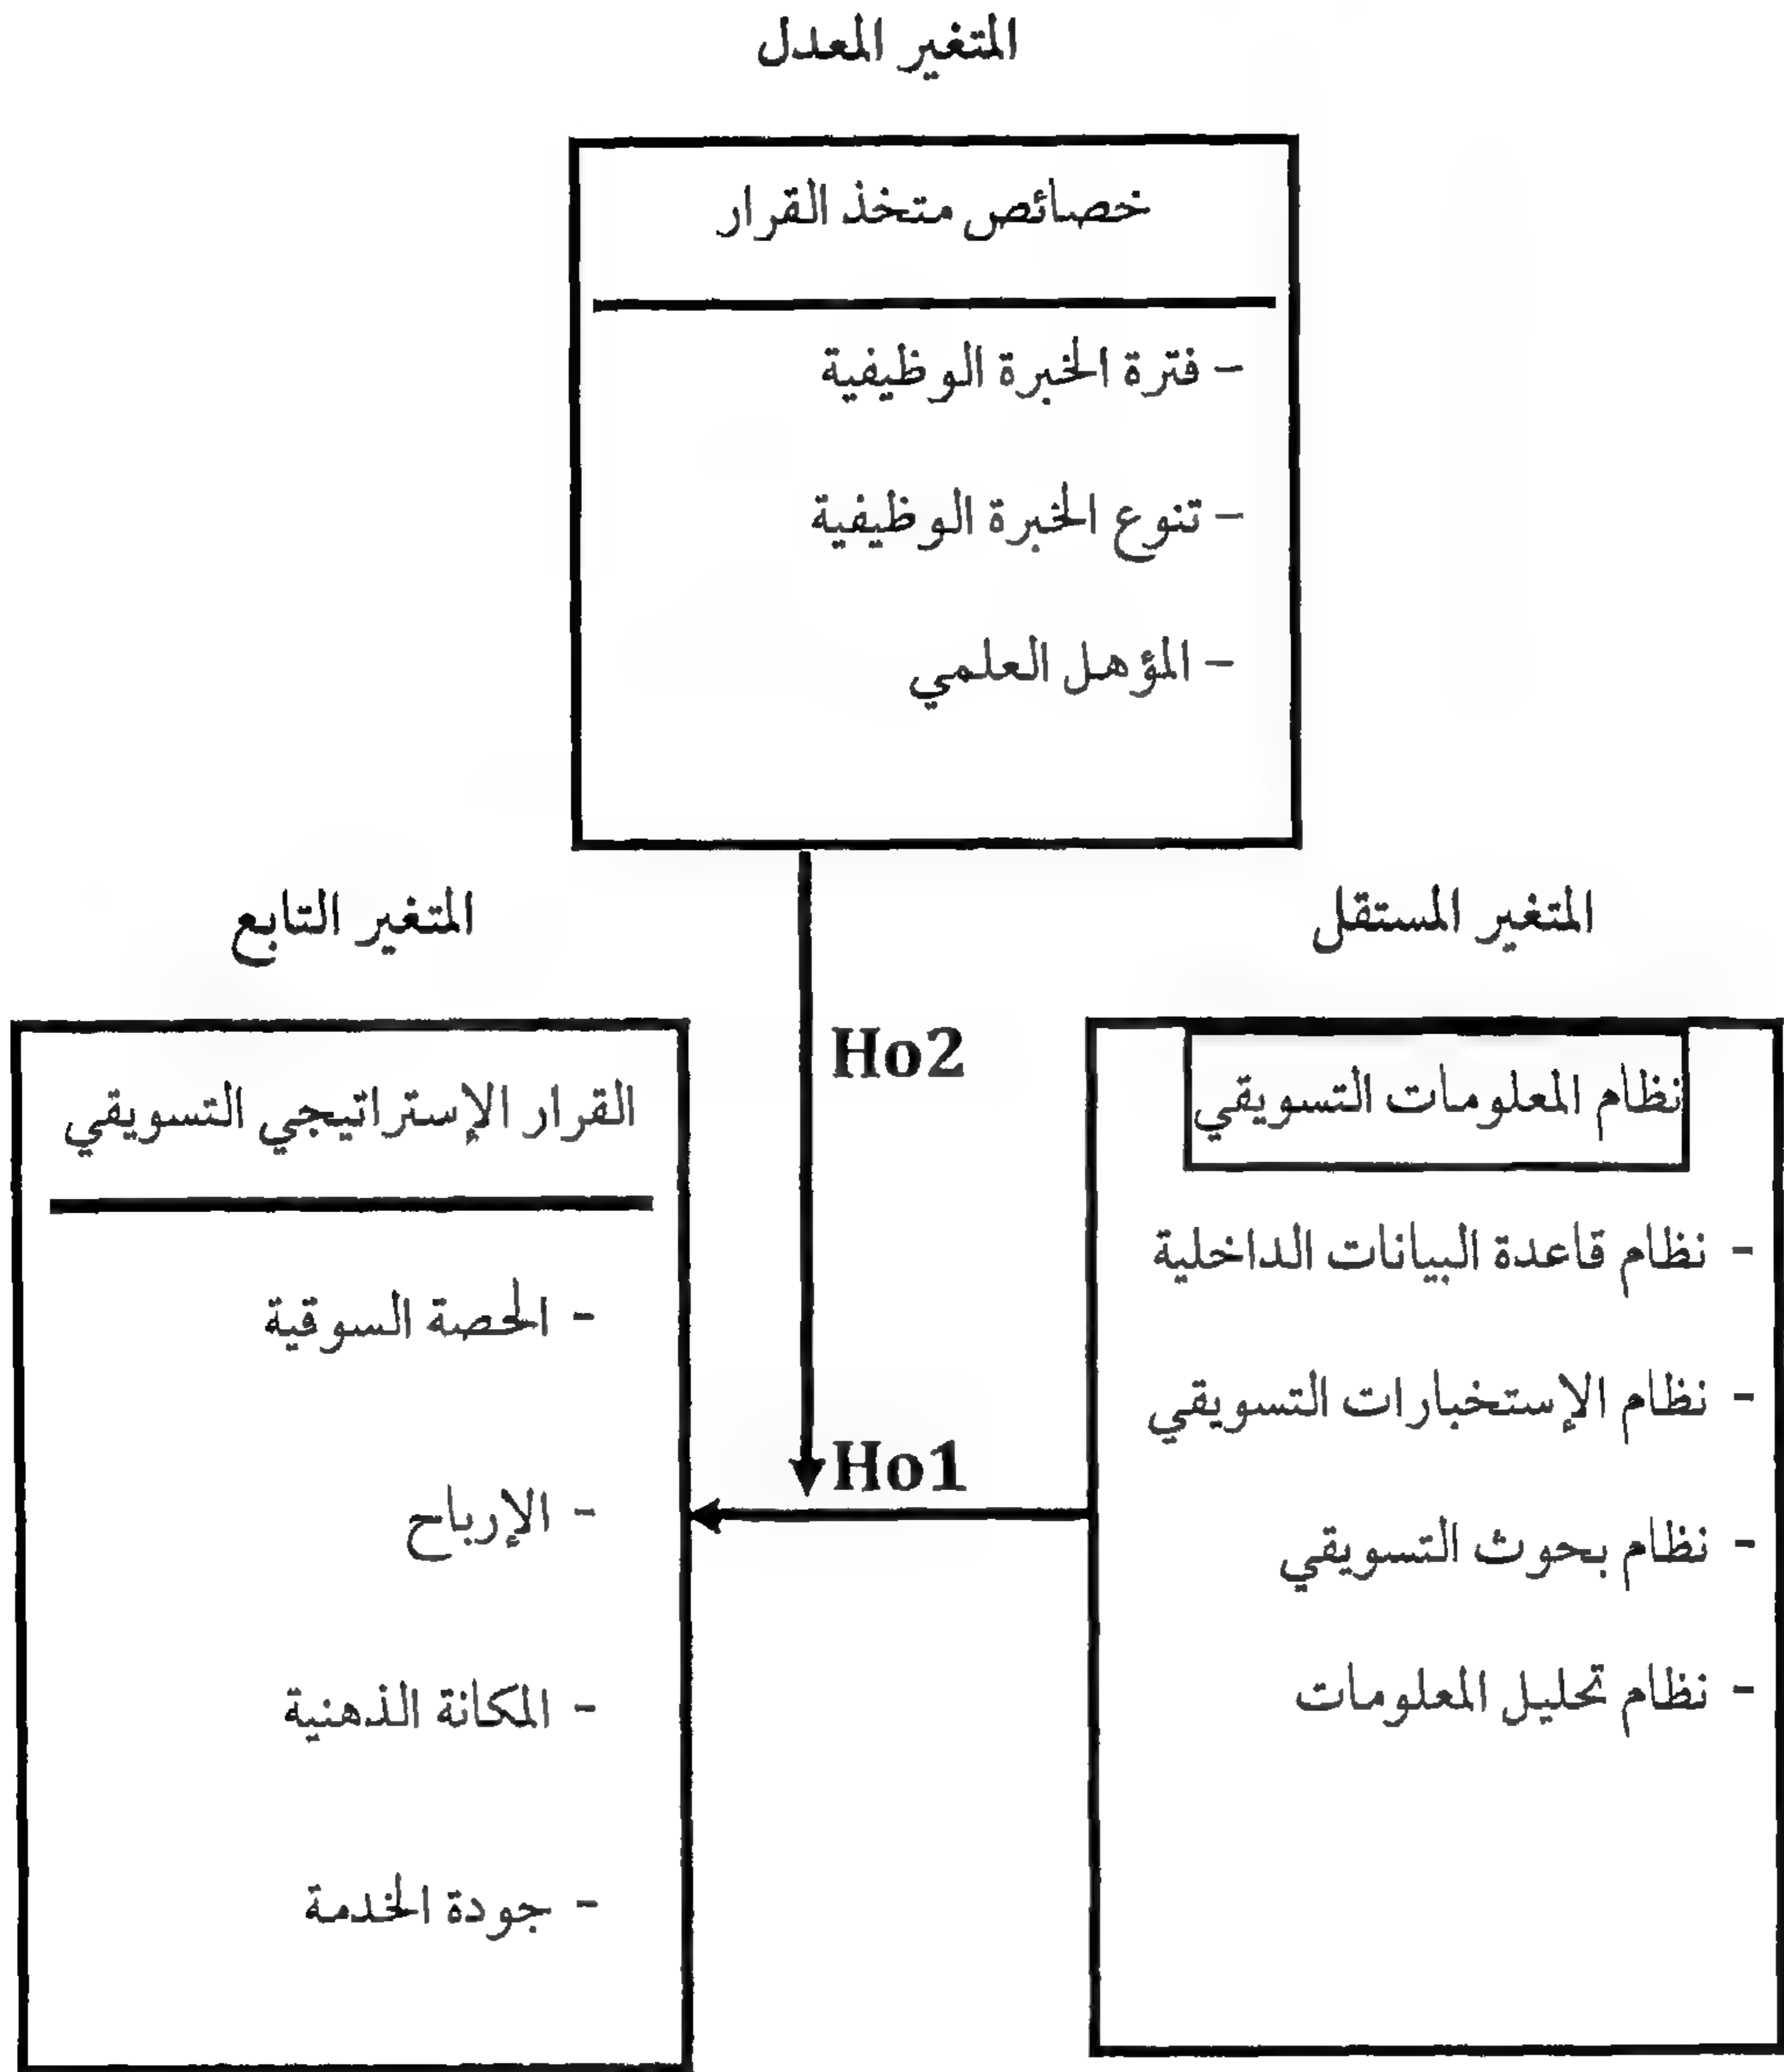 المتغير المعدل
خصائص متخذ القرار
- فترة الخبرة الوظيفية
- تنوع الخبرة الوظيفية
- المؤهل العلمي
المتغير المستقل
المتغير التابع
Ho2
نظام المعلومات التسويقي
- نظام قاعدة البيانات الداخلية
- نظام الإستخبارات التسويقي
- نظام بحوث التسويقي
- نظام تحليل المعلومات
Ho1
القرار الإستراتيجي التسويقي
- الحصة السوقية
- الإرباح
- المكانة الذهنية
- جودة الخدمة